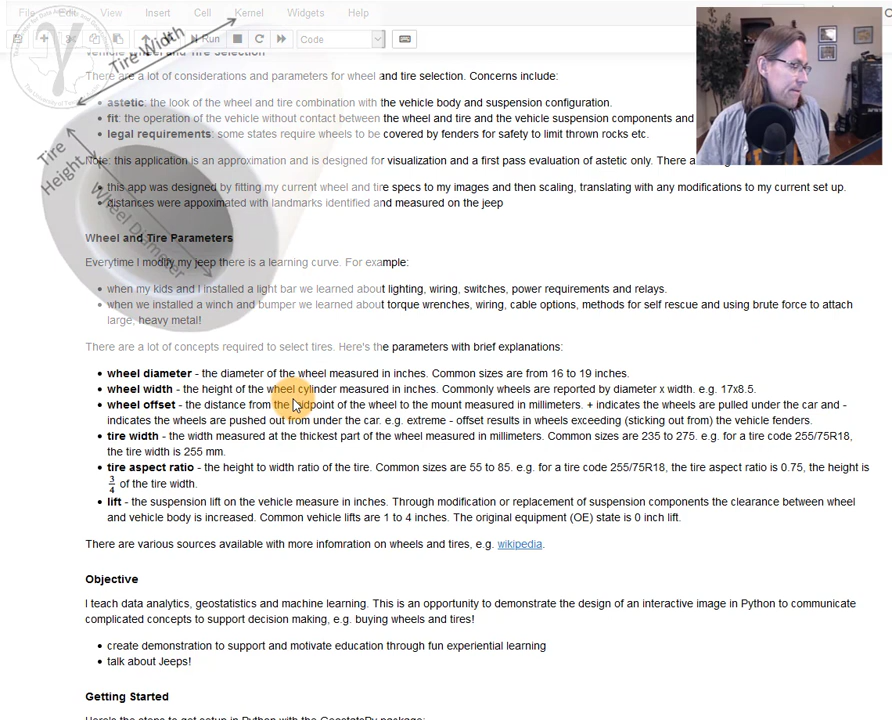 File Edit View Insert Cell Kernel Widgets Help
Run Code
Tire Width
Vehicle Wheel and Tire Selection
There are a lot of considerations and parameters for wheel and tire selection. Concerns include:
• astetic: the look of the wheel and tire combination with the vehicle body and suspension configuration.
• fit: the operation of the vehicle without contact between the wheel and tire and the vehicle suspension components and
• legal requirements: some states require wheels to be covered by fenders for safety to limit thrown rocks etc.
Tire
Height
Note: this application is an approximation and is designed for visualization and a first pass evaluation of astetic only. There a
• this app was designed by fitting my current wheel and tire specs to my images and then scaling, translating with any modifications to my current set up.
• distances were appoximated with landmarks identified and measured on the jeep
Wheel Diameter
Wheel and Tire Parameters
Everytime I modify my jeep there is a learning curve. For example:
• when my kids and I installed a light bar we learned about lighting, wiring, switches, power requirements and relays.
• when we installed a winch and bumper we learned about torque wrenches, wiring, cable options, methods for self rescue and using brute force to attach
large, heavy metal!
There are a lot of concepts required to select tires. Here's the parameters with brief explanations:
• wheel diameter - the diameter of the wheel measured in inches. Common sizes are from 16 to 19 inches.
• wheel width - the height of the wheel cylinder measured in inches. Commonly wheels are reported by diameter x width. e.g. 17x8.5.
• wheel offset - the distance from the midpoint of the wheel to the mount measured in millimeters. + indicates the wheels are pulled under the car and -
indicates the wheels are pushed out from under the car. e.g. extreme - offset results in wheels exceeding (sticking out from) the vehicle fenders.
• tire width - the width measured at the thickest part of the wheel measured in millimeters. Common sizes are 235 to 275. e.g. for a tire code 255/75R18,
the tire width is 255 mm.
• tire aspect ratio - the height to width ratio of the tire. Common sizes are 55 to 85. e.g. for a tire code 255/75R18, the tire aspect ratio is 0.75, the height is
3/4 of the tire width.
• lift - the suspension lift on the vehicle measure in inches. Through modification or replacement of suspension components the clearance between wheel
and vehicle body is increased. Common vehicle lifts are 1 to 4 inches. The original equipment (OE) state is 0 inch lift.
There are various sources available with more infomration on wheels and tires, e.g. wikipedia.
Objective
I teach data analytics, geostatistics and machine learning. This is an opportunity to demonstrate the design of an interactive image in Python to communicate
complicated concepts to support decision making, e.g. buying wheels and tires!
• create demonstration to support and motivate education through fun experiential learning
• talk about Jeeps!
Getting Started
Here's the steps to get setup in Python with the GeostatsPy package: